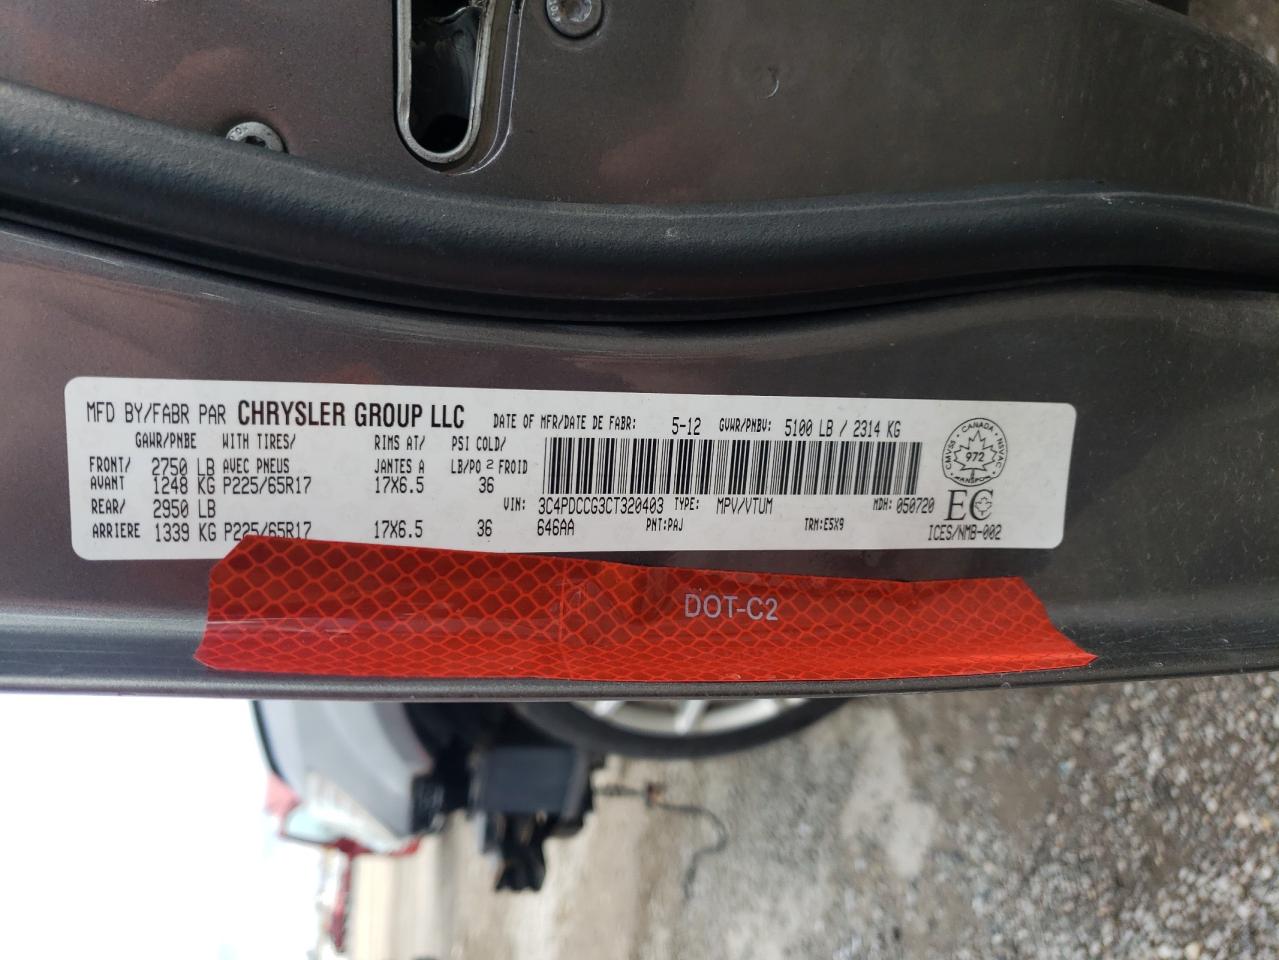 MFD BY/FABR PAR CHRYSLER GROUP LLC DATE OF MFR/DATE DE FABR: 5-12 GVWR/PNBV: 5100 LB / 2314 KG
GAWR/PNBE WITH TIRES/ RIMS AT/ PSI COLD/
FRONT/ 2750 LB AVEC PNEUS JANTES A LB/PO² FROID
AVANT 1248 KG P225/65R17 17X6.5 36
REAR/ 2950 LB VIN: 3C4PDCCG3CT320403 TYPE: MPV/VTUM MDH: 050720
ARRIERE 1339 KG P225/65R17 17X6.5 36 646AA PNT:PAJ TRM:E5X9
CANADA
CMVSS NSVAC
972
TRANSPORT
EC
ICES/NMB-002
DOT-C2